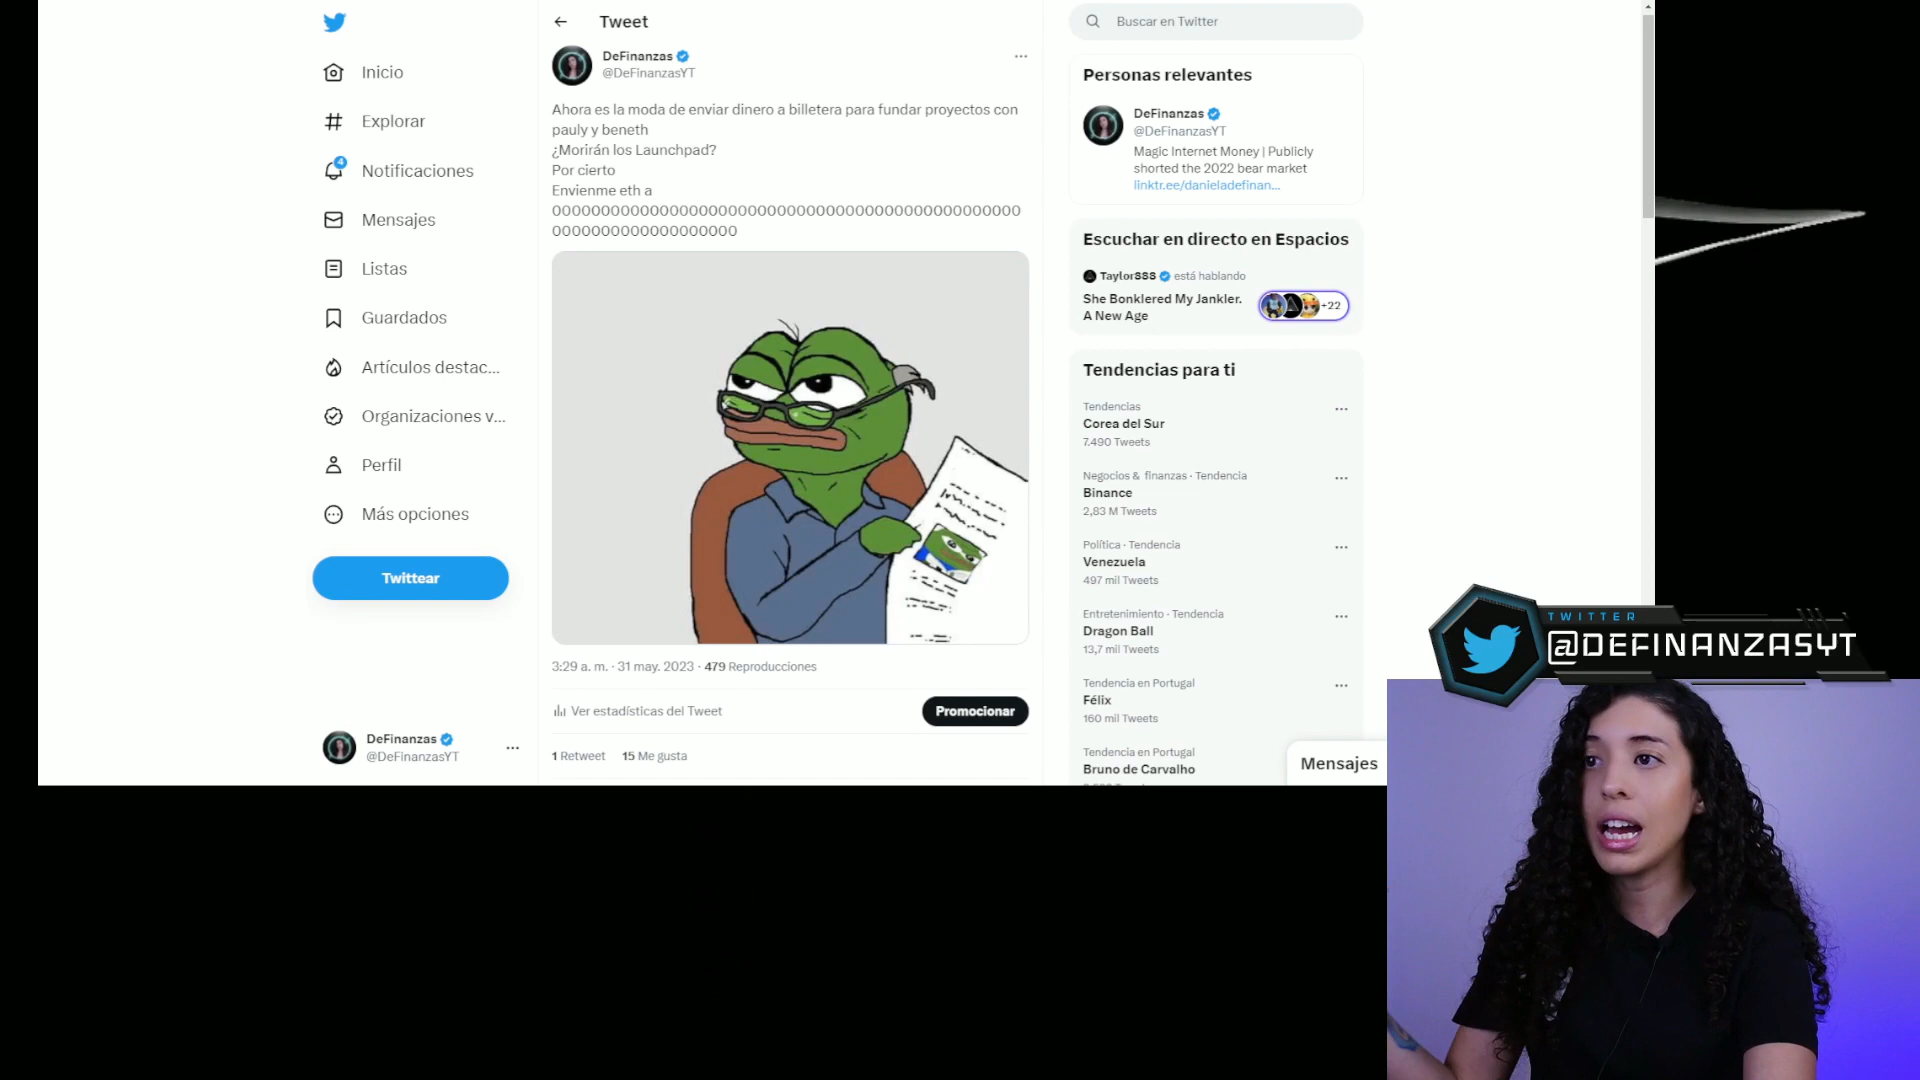 Inicio
Explorar
4
Notificaciones
Mensajes
Listas
Guardados
Artículos destac...
Organizaciones v...
Perfil
Más opciones
Twittear
DeFinanzas
@DeFinanzasYT
Tweet
DeFinanzas
@DeFinanzasYT
Ahora es la moda de enviar dinero a billetera para fundar proyectos con
pauly y beneth
¿Morirán los Launchpad?
Por cierto
Envienme eth a
3:29 a. m. · 31 may. 2023 · 479 Reproducciones
Ver estadísticas del Tweet
Promocionar
1 Retweet 15 Me gusta
Buscar en Twitter
Personas relevantes
DeFinanzas
@DeFinanzasYT
Magic Internet Money | Publicly
shorted the 2022 bear market
linktr.ee/danieladefinan...
Escuchar en directo en Espacios
Taylor888 está hablando
She Bonklered My Jankler.
A New Age
+22
Tendencias para ti
Tendencias
Corea del Sur
7.490 Tweets
Negocios & finanzas · Tendencia
Binance
2,83 M Tweets
Política · Tendencia
Venezuela
497 mil Tweets
Entretenimiento · Tendencia
Dragon Ball
13,7 mil Tweets
Tendencia en Portugal
Félix
160 mil Tweets
Tendencia en Portugal
Bruno de Carvalho
Mensajes
TWITTER
@DEFINANZASYT